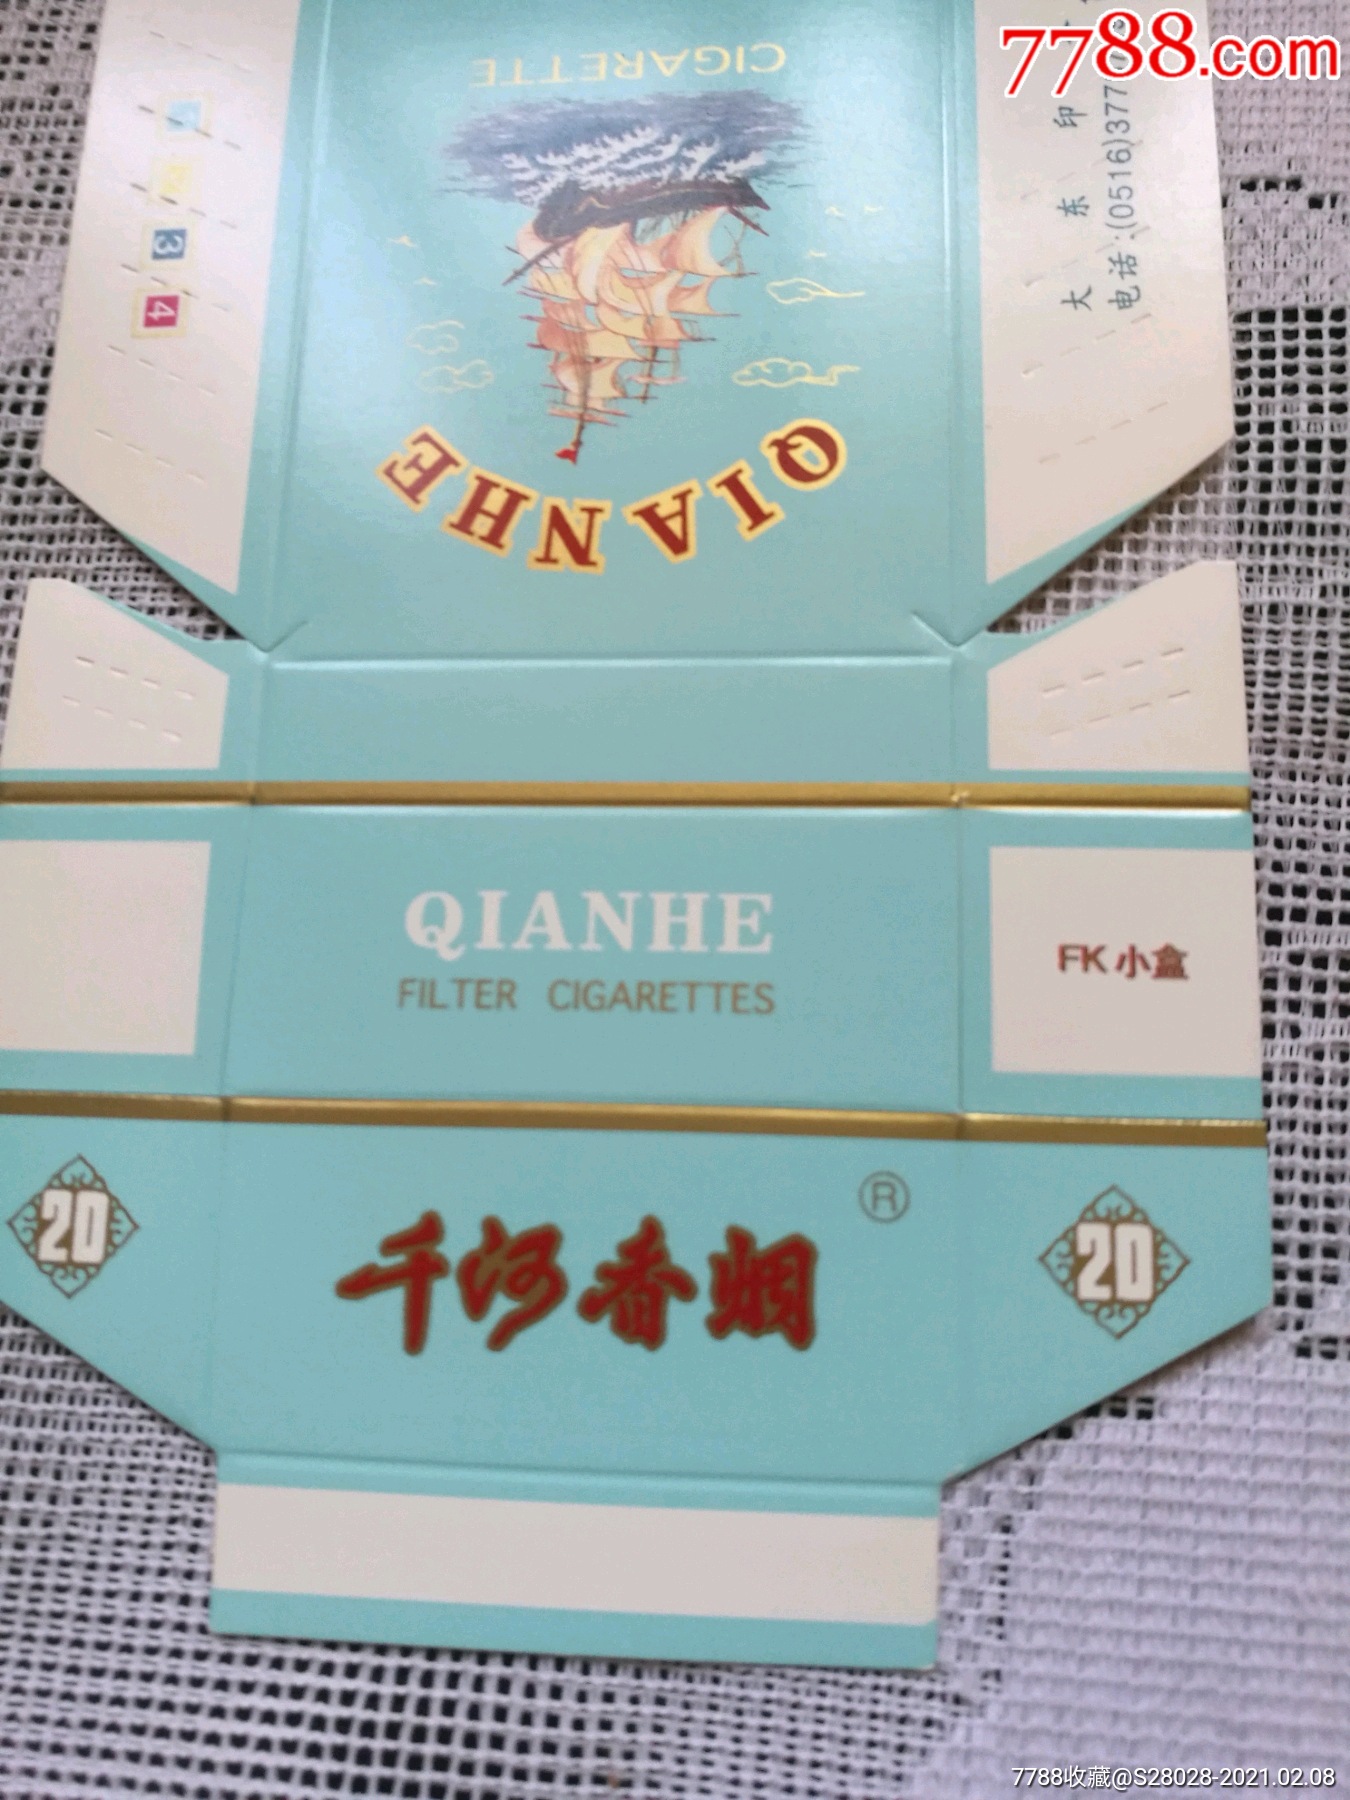 7788.com
CIGARETTE
QIANHE
3
4
大东印
电话:(0516)377
QIANHE
FILTER CIGARETTES
FK小盒
千河香烟
®
20
20
7788收藏@S28028-2021.02.08